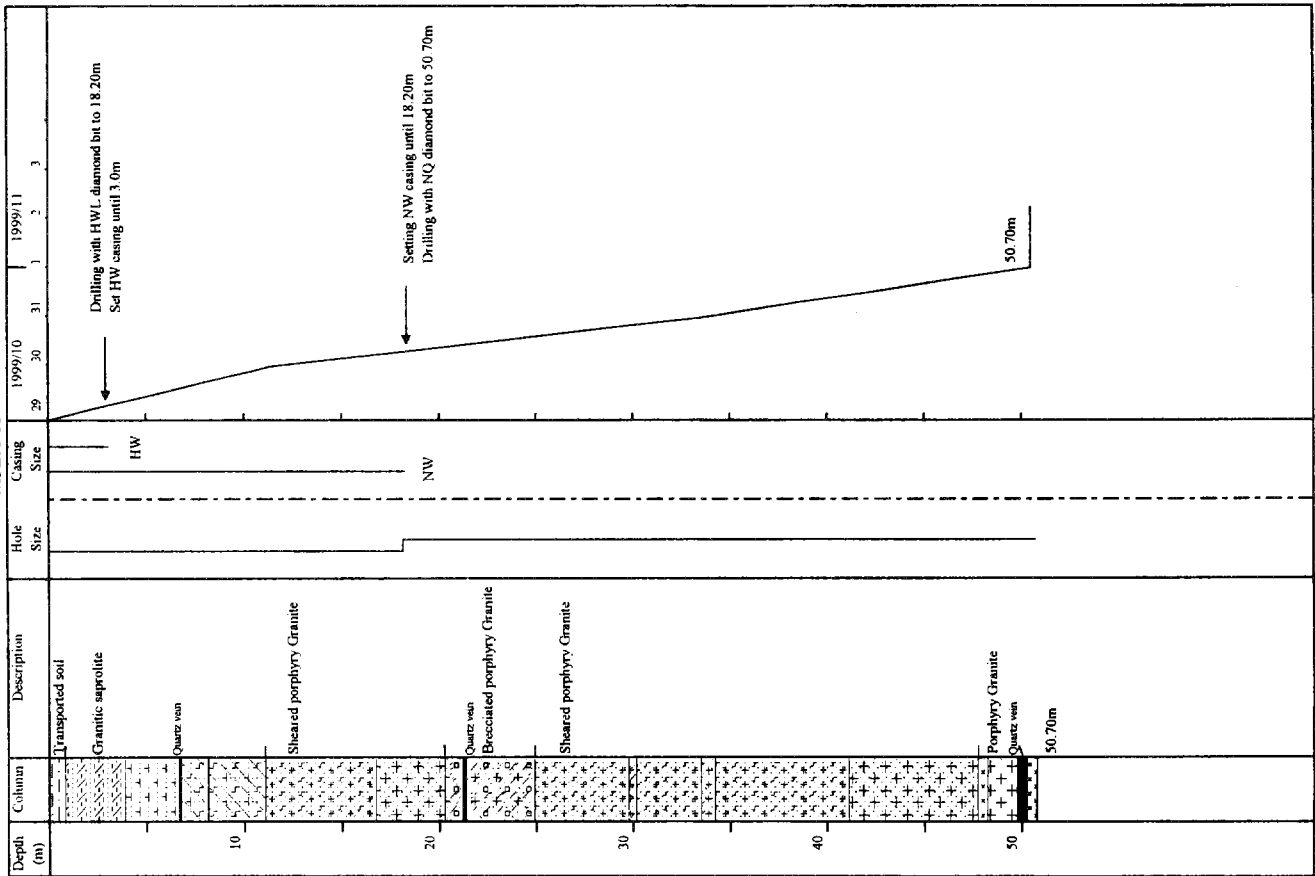 Depth
(m)
Column
Description
Hole
Size
Casing
Size
1999/10
1999/11
29
30
31
1
2
3
Transported soil
Granitic saprolite
Quartz vein
Sheared porphyry Granite
Quartz vein
Brecciated porphyry Granite
Sheared porphyry Granite
Porphyry Granite
Quartz vein
50.70m
10
20
30
40
50
HW
NW
Drilling with HWL diamond bit to 18.20m
Set HW casing until 3.0m
Setting NW casing until 18.20m
Drilling with NQ diamond bit to 50.70m
50.70m